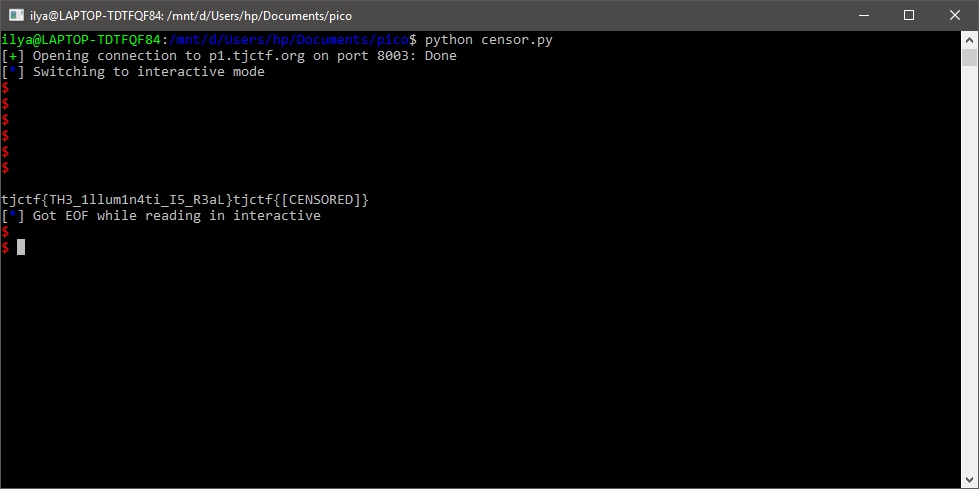 ilya@LAPTOP-TDTFQF84: /mnt/d/Users/hp/Documents/pico
ilya@LAPTOP-TDTFQF84:/mnt/d/Users/hp/Documents/pico$ python censor.py
[+] Opening connection to p1.tjctf.org on port 8003: Done
[*] Switching to interactive mode
$
$
$
$
$
$
tjctf{TH3_1llum1n4ti_I5_R3aL}tjctf{[CENSORED]}
[*] Got EOF while reading in interactive
$
$